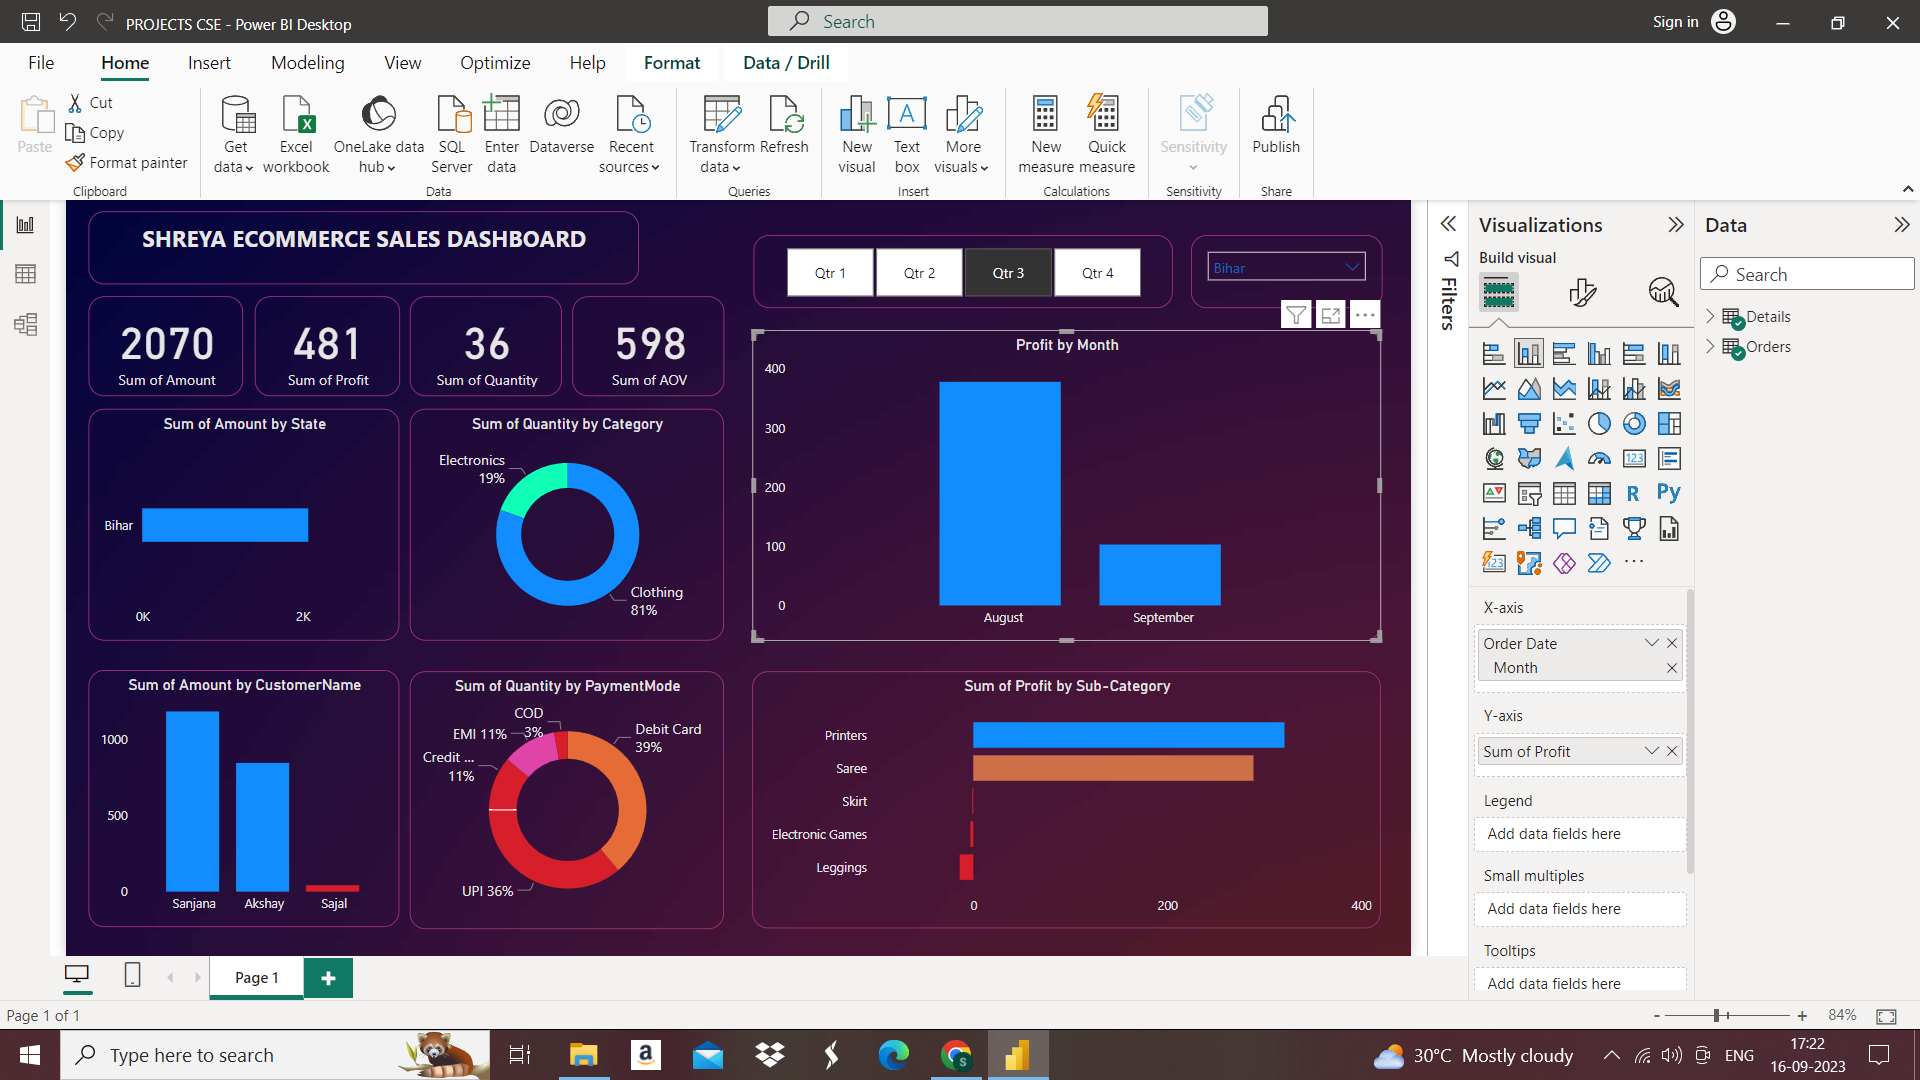 PROJECTS CSE - Power BI Desktop
Search
Sign in
File
Home
Insert
Modeling
View
Optimize
Help
Format
Data / Drill
Paste
Cut
Copy
Format painter
Clipboard
Get data
Excel workbook
OneLake data hub
SQL Server
Enter data
Dataverse
Recent sources
Data
Transform data
Refresh
Queries
New visual
Text box
More visuals
Insert
New measure
Quick measure
Calculations
Sensitivity
Sensitivity
Publish
Share
SHREYA ECOMMERCE SALES DASHBOARD
Qtr 1
Qtr 2
Qtr 3
Qtr 4
Bihar
2070
Sum of Amount
481
Sum of Profit
36
Sum of Quantity
598
Sum of AOV
Sum of Amount by State
Bihar
0K
2K
Sum of Quantity by Category
Electronics
19%
Clothing
81%
Profit by Month
400
300
200
100
0
August
September
Sum of Amount by CustomerName
1000
500
0
Sanjana
Akshay
Sajal
Sum of Quantity by PaymentMode
COD
3%
EMI 11%
Credit ...
11%
Debit Card
39%
UPI 36%
Sum of Profit by Sub-Category
Printers
Saree
Skirt
Electronic Games
Leggings
0
200
400
Filters
Visualizations
Build visual
123
R
Py
123
X-axis
Order Date
Month
Y-axis
Sum of Profit
Legend
Add data fields here
Small multiples
Add data fields here
Tooltips
Add data fields here
Data
Search
Details
Orders
Page 1
Page 1 of 1
84%
Type here to search
30°C Mostly cloudy
ENG
17:22
16-09-2023